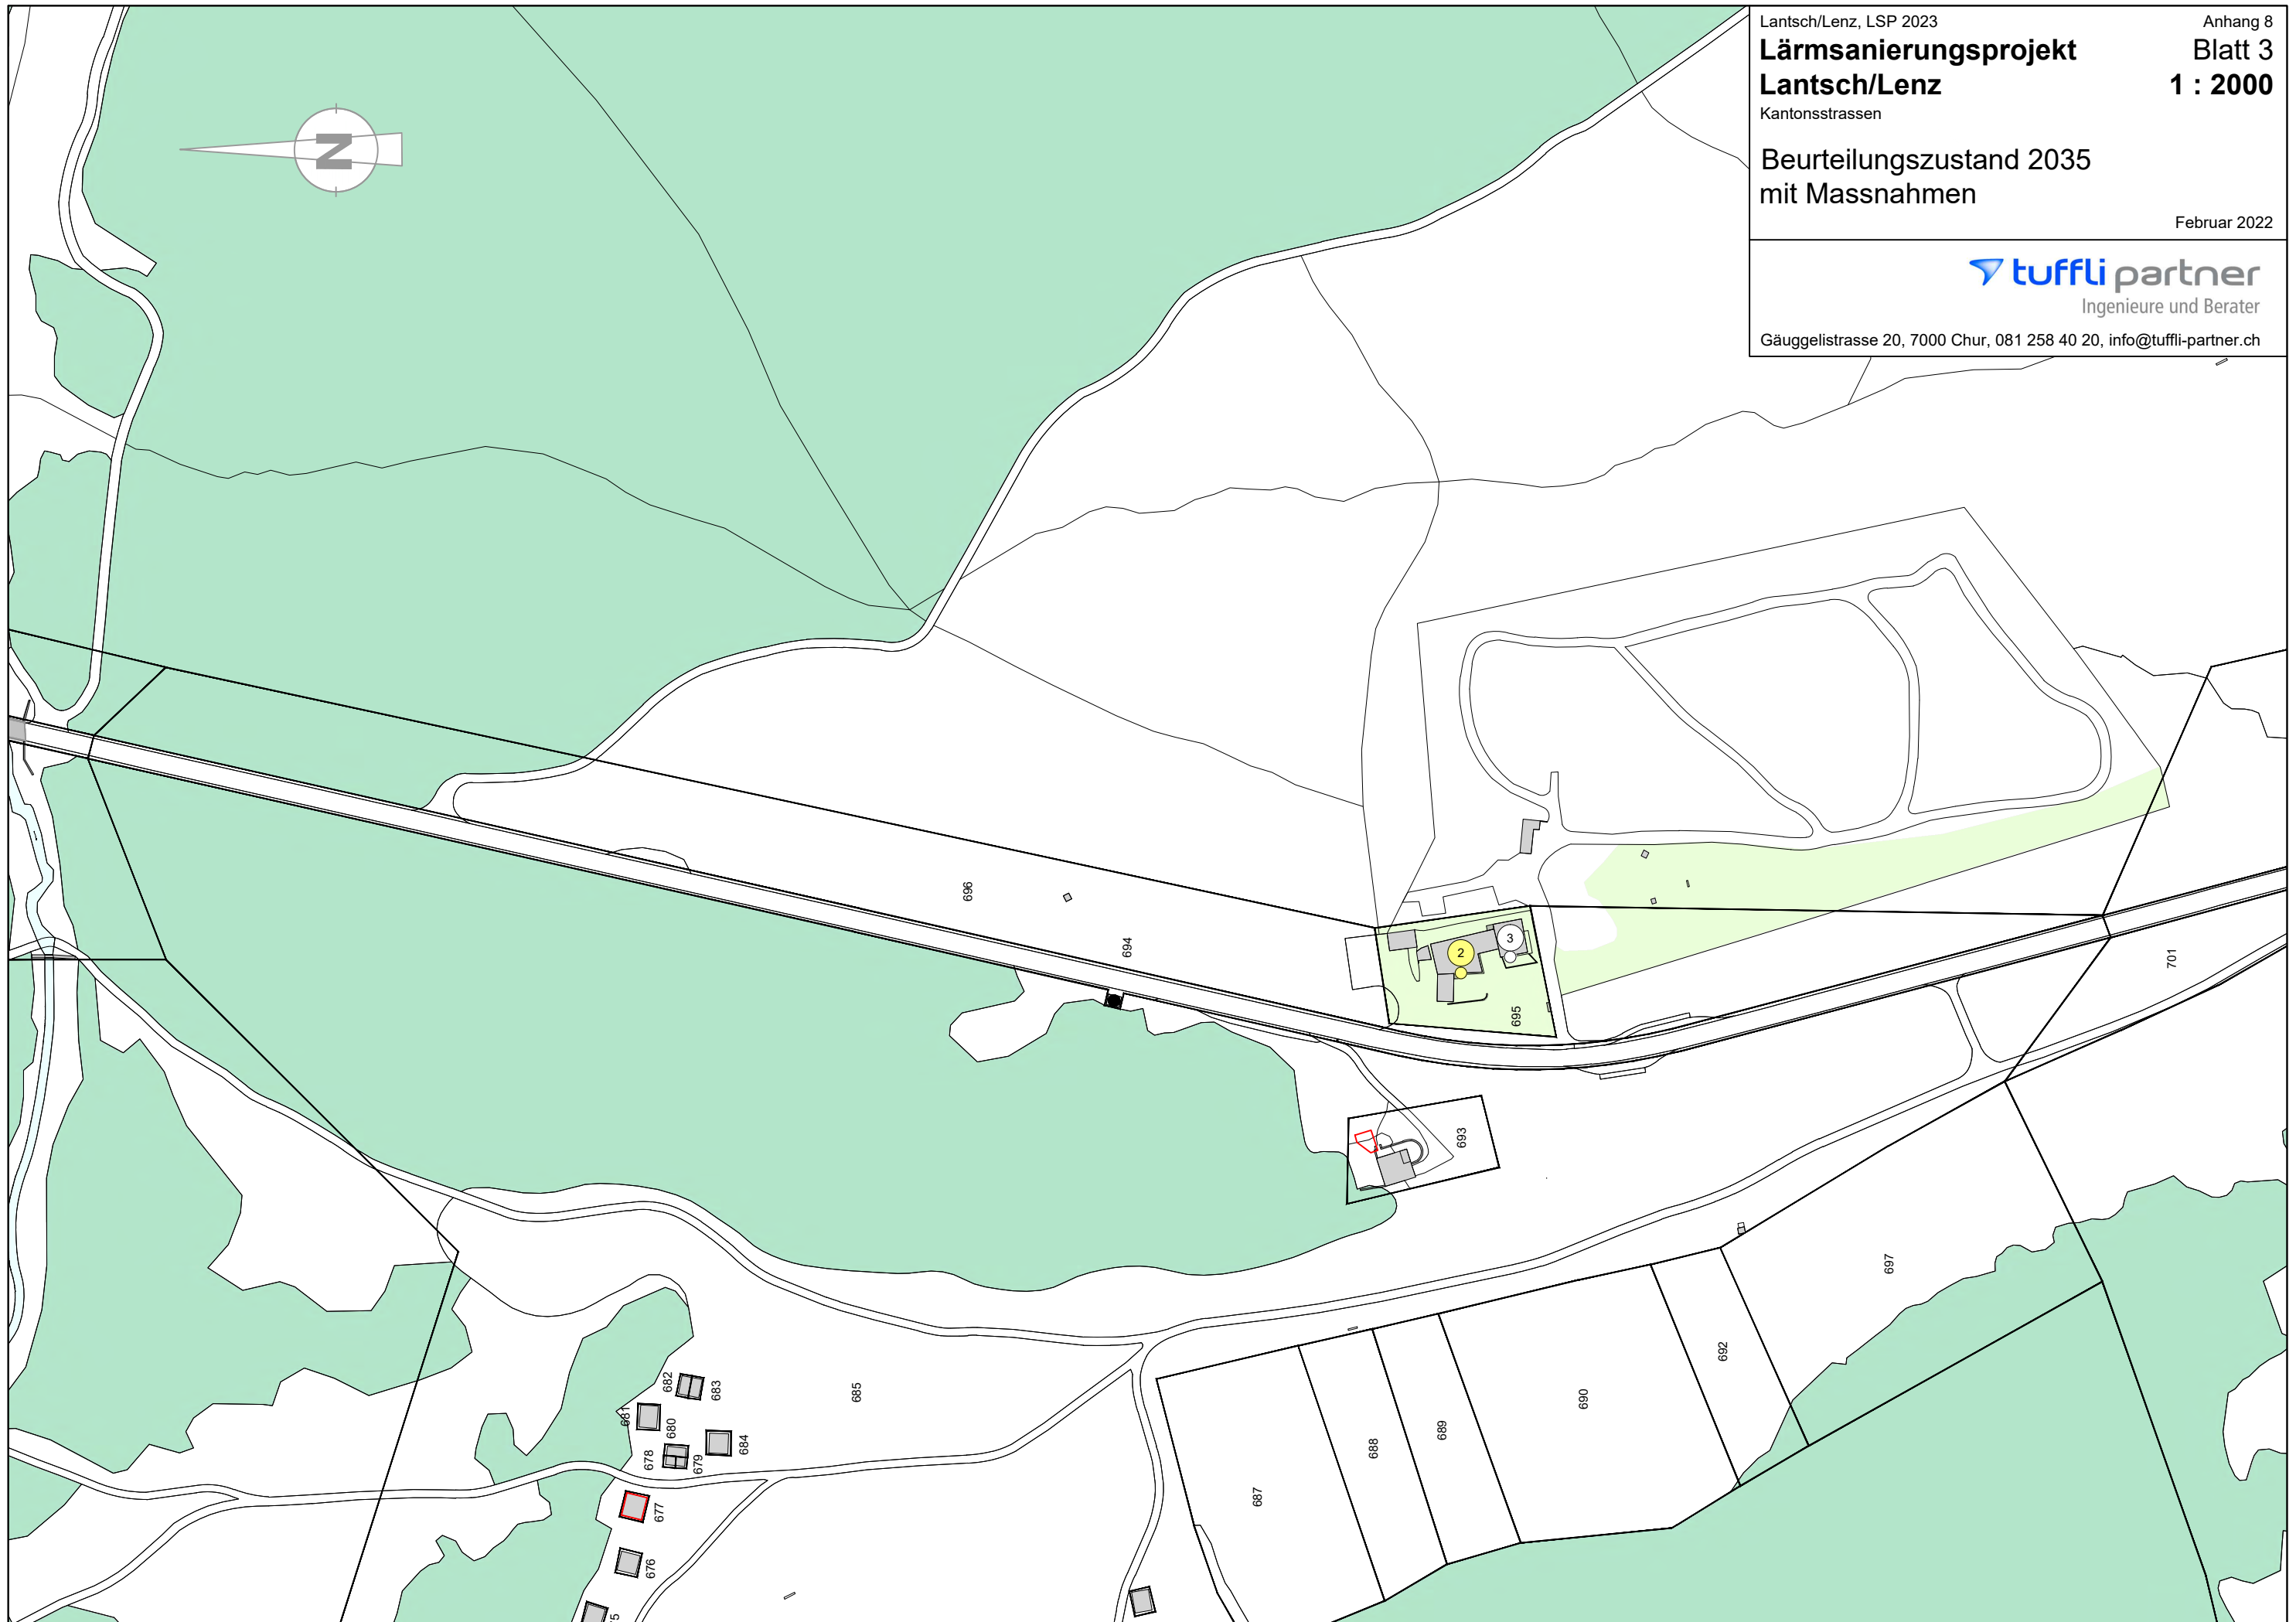 Lantsch/Lenz, LSP 2023 Anhang 8
Lärmsanierungsprojekt Blatt 3
Lantsch/Lenz 1 : 2000
Kantonsstrassen
Beurteilungszustand 2035
mit Massnahmen
Februar 2022
tuffli partner
Ingenieure und Berater
Gäuggelistrasse 20, 7000 Chur, 081 258 40 20, info@tuffli-partner.ch
N
696
694
2
3
695
701
693
697
692
690
689
688
687
685
682
683
681
680
684
678
679
677
676